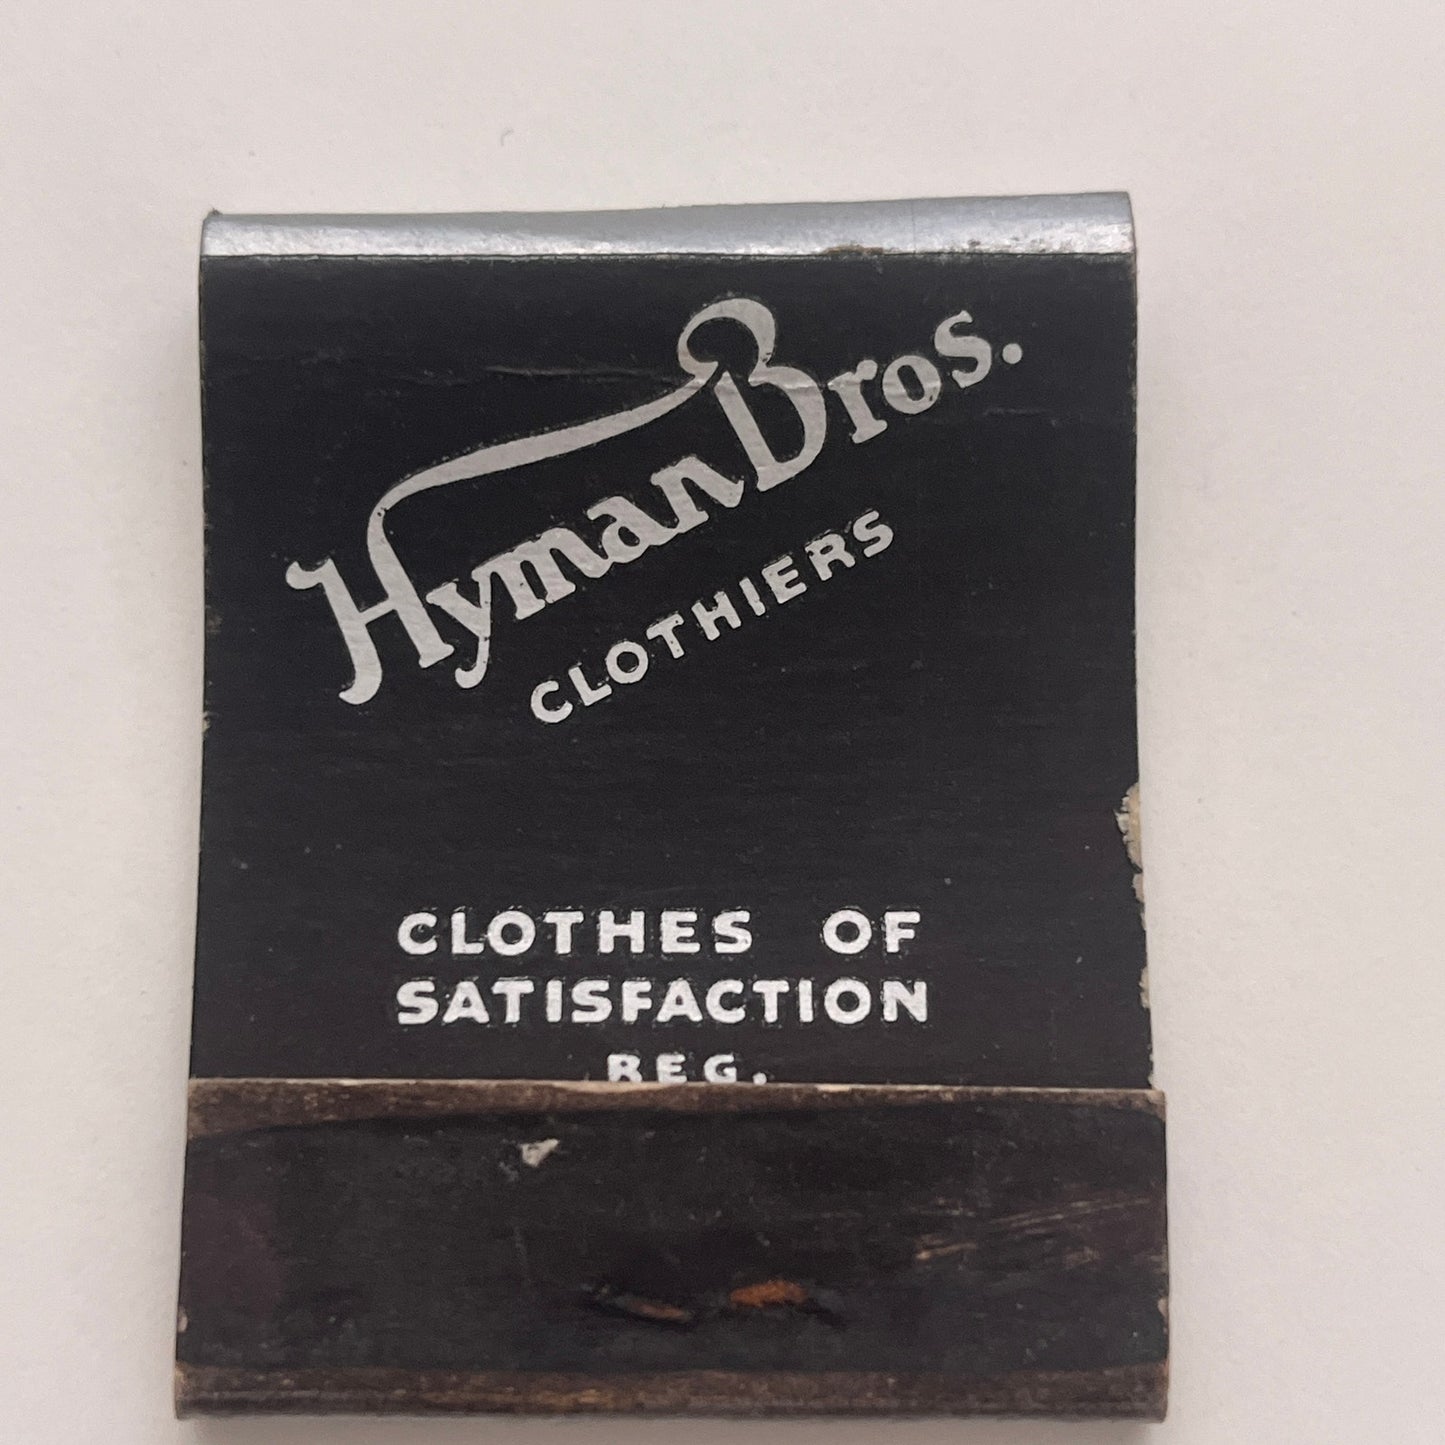 Hyman Bros.
CLOTHIERS
CLOTHES OF
SATISFACTION
REG.